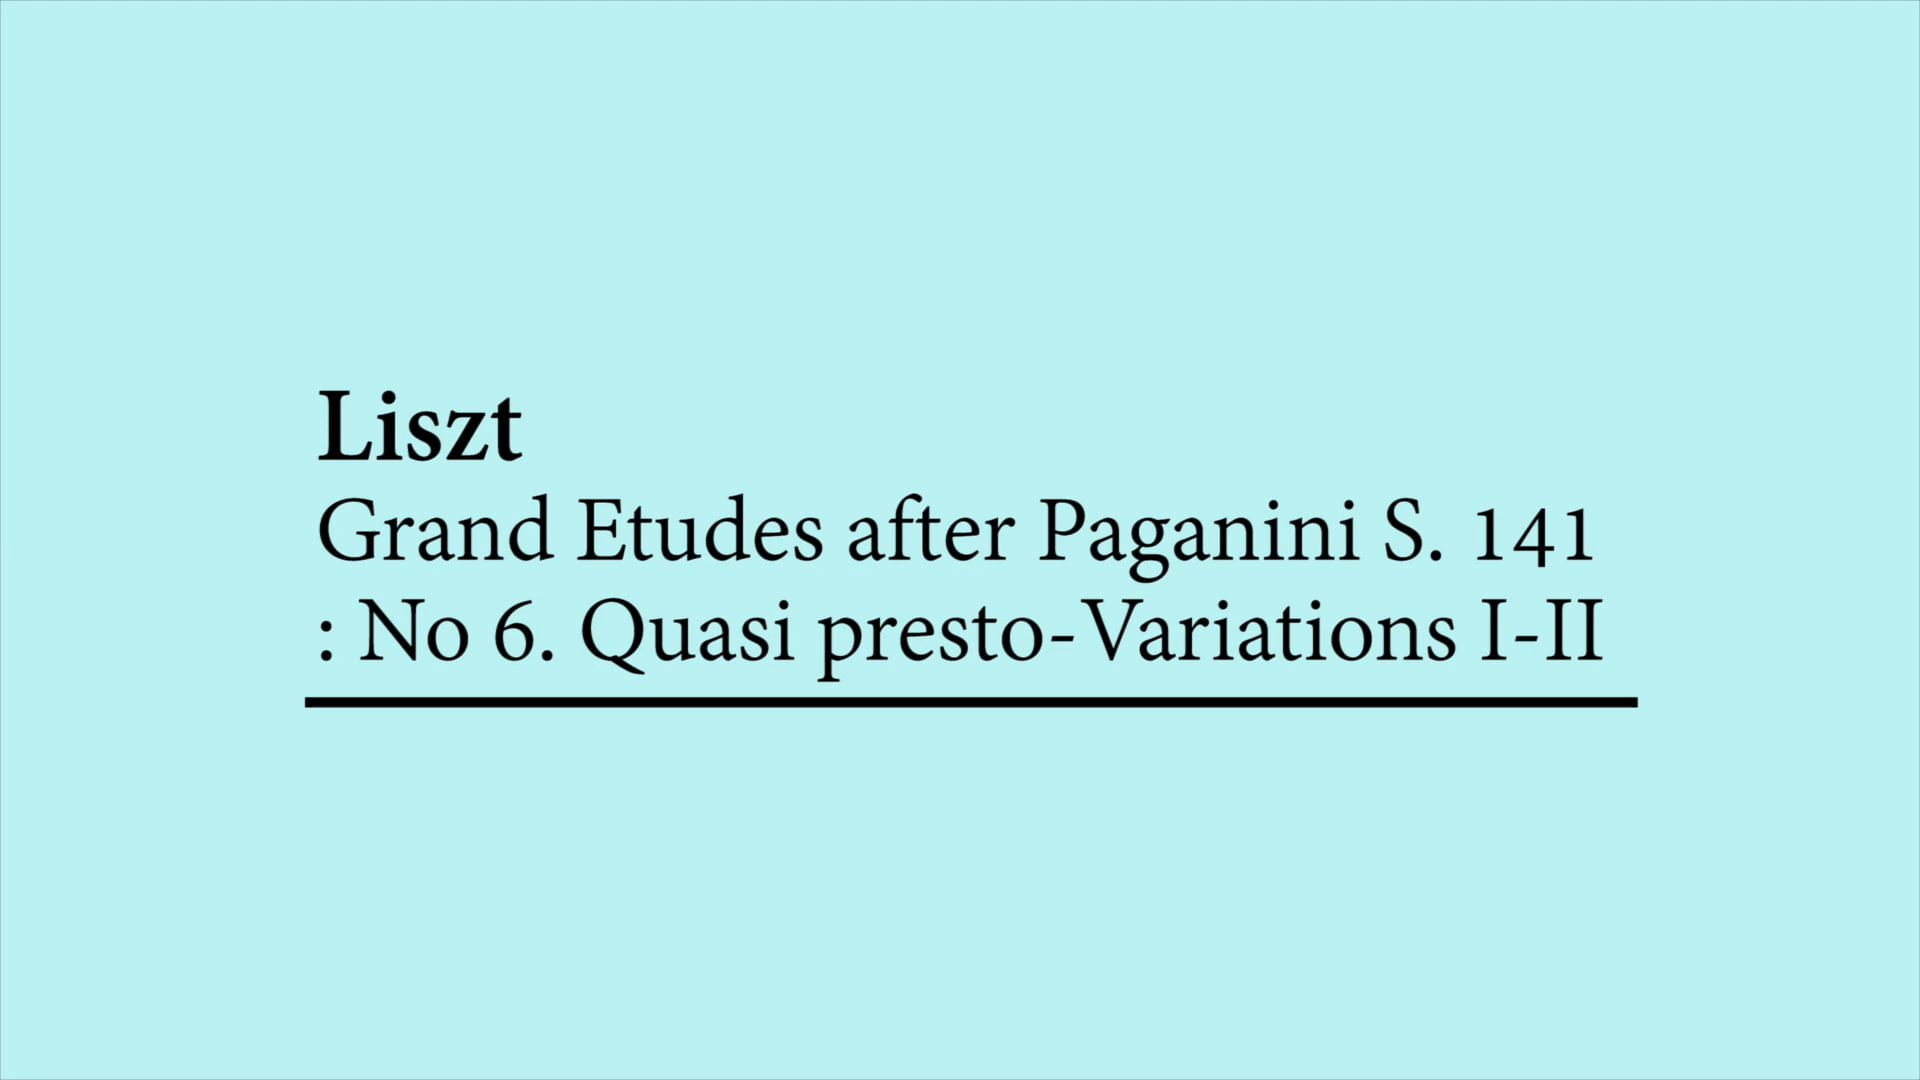 Liszt
Grand Etudes after Paganini S. 141
: No 6. Quasi presto-Variations I-II